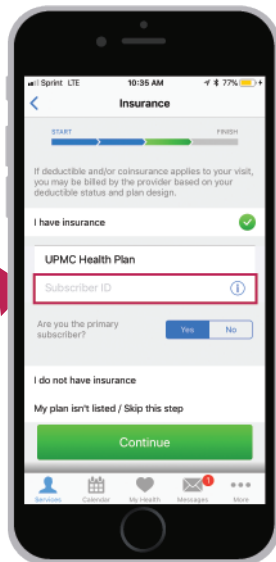 Sprint LTE 10:35 AM 77%
Insurance
START FINISH
If deductible and/or coinsurance applies to your visit,
you may be billed by the provider based on your
deductible status and plan design.
I have insurance
UPMC Health Plan
Subscriber ID
Are you the primary
subscriber?
Yes No
I do not have insurance
My plan isn't listed / Skip this step
Continue
1
Services Calendar My Health Messages More